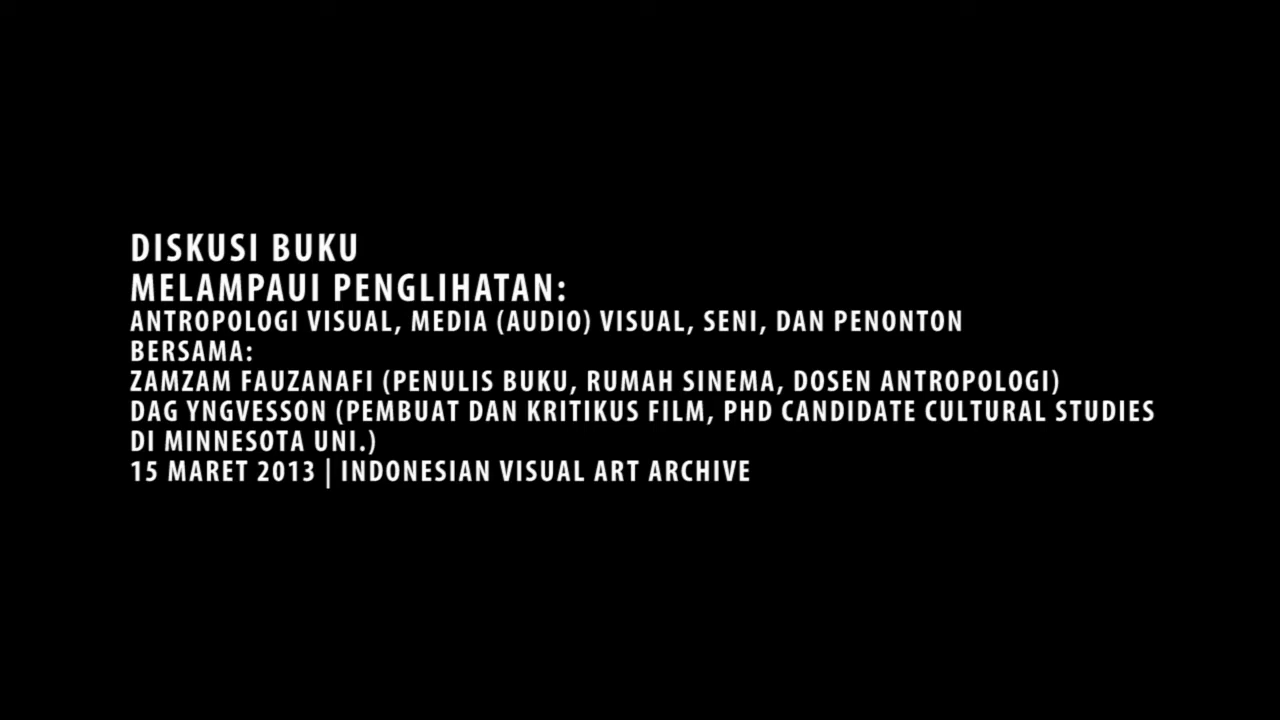 DISKUSI BUKU
MELAMPAUI PENGLIHATAN:
ANTROPOLOGI VISUAL, MEDIA (AUDIO) VISUAL, SENI, DAN PENONTON
BERSAMA:
ZAMZAM FAUZANAFI (PENULIS BUKU, RUMAH SINEMA, DOSEN ANTROPOLOGI)
DAG YNGVESSON (PEMBUAT DAN KRITIKUS FILM, PHD CANDIDATE CULTURAL STUDIES
DI MINNESOTA UNI.)
15 MARET 2013 | INDONESIAN VISUAL ART ARCHIVE